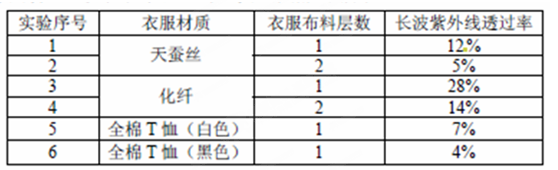 实验序号 衣服材质 衣服布料层数 长波紫外线透过率
1 天蚕丝 1 12%
2 2 5%
3 化纤 1 28%
4 2 14%
5 全棉T恤（白色） 1 7%
6 全棉T恤（黑色） 1 4%